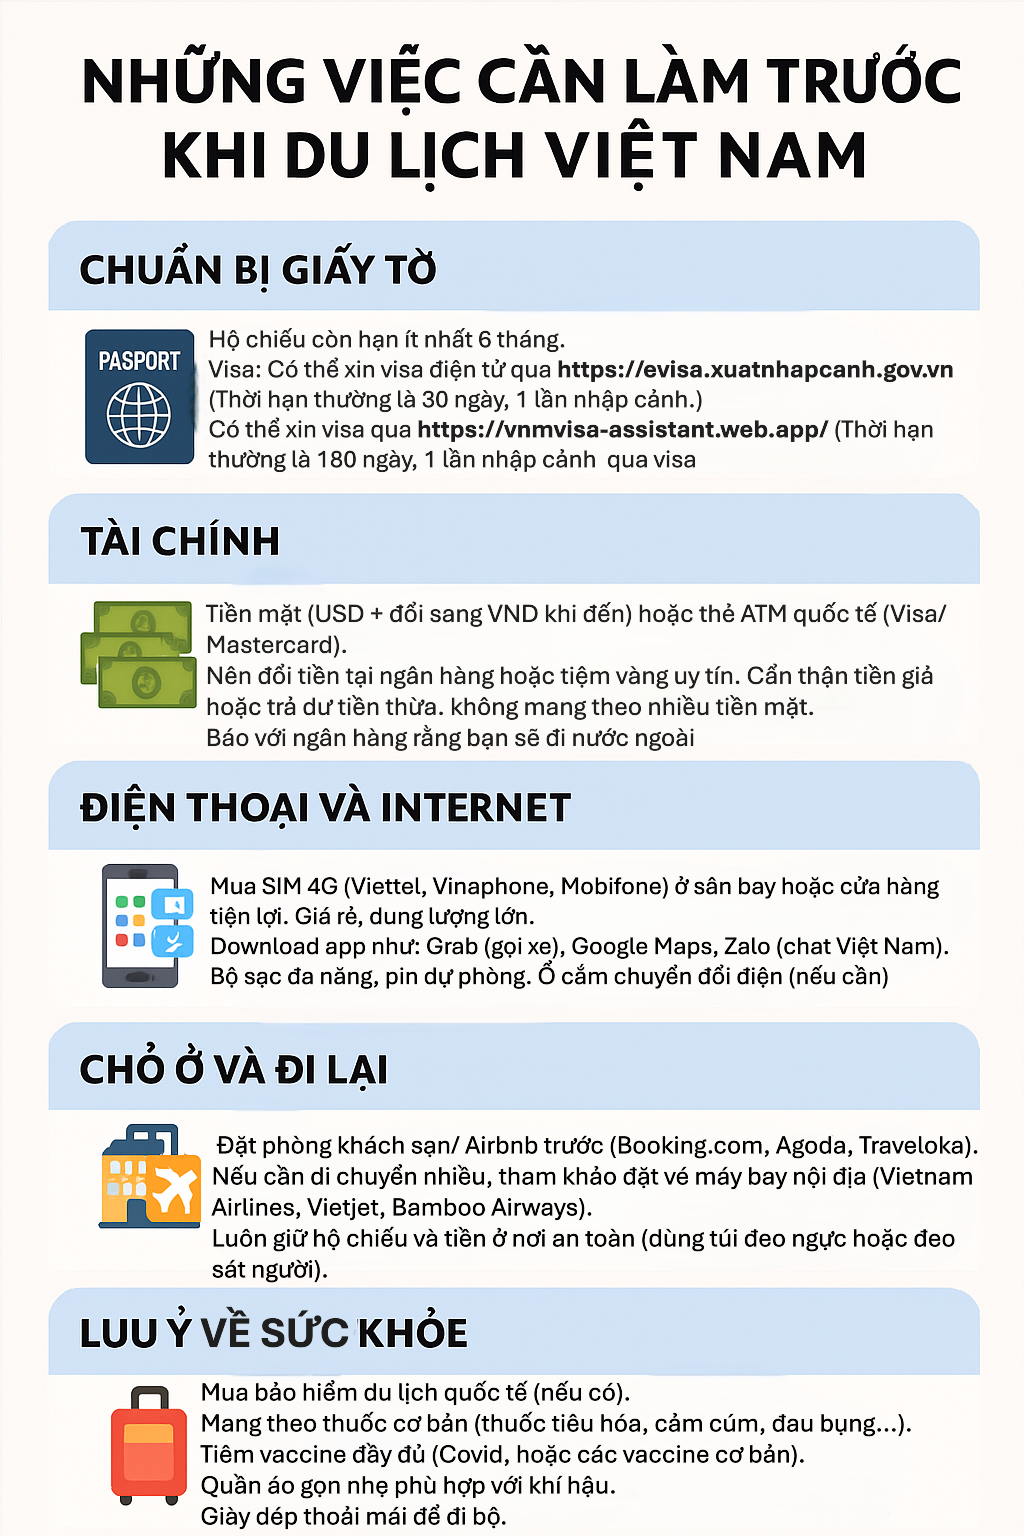 NHỮNG VIỆC CẦN LÀM TRƯỚC
KHI DU LỊCH VIỆT NAM
CHUẨN BỊ GIẤY TỜ
PASPORT
Hộ chiếu còn hạn ít nhất 6 tháng.
Visa: Có thể xin visa điện tử qua https://evisa.xuatnhapcanh.gov.vn
(Thời hạn thường là 30 ngày, 1 lần nhập cảnh.)
Có thể xin visa qua https://vnmvisa-assistant.web.app/ (Thời hạn
thường là 180 ngày, 1 lần nhập cảnh qua visa
TÀI CHÍNH
Tiền mặt (USD + đổi sang VND khi đến) hoặc thẻ ATM quốc tế (Visa/
Mastercard).
Nên đổi tiền tại ngân hàng hoặc tiệm vàng uy tín. Cẩn thận tiền giả
hoặc trả dư tiền thừa. không mang theo nhiều tiền mặt.
Báo với ngân hàng rằng bạn sẽ đi nước ngoài
ĐIỆN THOẠI VÀ INTERNET
Mua SIM 4G (Viettel, Vinaphone, Mobifone) ở sân bay hoặc cửa hàng
tiện lợi. Giá rẻ, dung lượng lớn.
Download app như: Grab (gọi xe), Google Maps, Zalo (chat Việt Nam).
Bộ sạc đa năng, pin dự phòng. Ổ cắm chuyển đổi điện (nếu cần)
CHỎ Ở VÀ ĐI LẠI
Đặt phòng khách sạn/ Airbnb trước (Booking.com, Agoda, Traveloka).
Nếu cần di chuyển nhiều, tham khảo đặt vé máy bay nội địa (Vietnam
Airlines, Vietjet, Bamboo Airways).
Luôn giữ hộ chiếu và tiền ở nơi an toàn (dùng túi đeo ngực hoặc đeo
sát người).
LUU Ỷ VỀ SỨC KHỎE
Mua bảo hiểm du lịch quốc tế (nếu có).
Mang theo thuốc cơ bản (thuốc tiêu hóa, cảm cúm, đau bụng...).
Tiêm vaccine đầy đủ (Covid, hoặc các vaccine cơ bản).
Quần áo gọn nhẹ phù hợp với khí hậu.
Giày dép thoải mái để đi bộ.